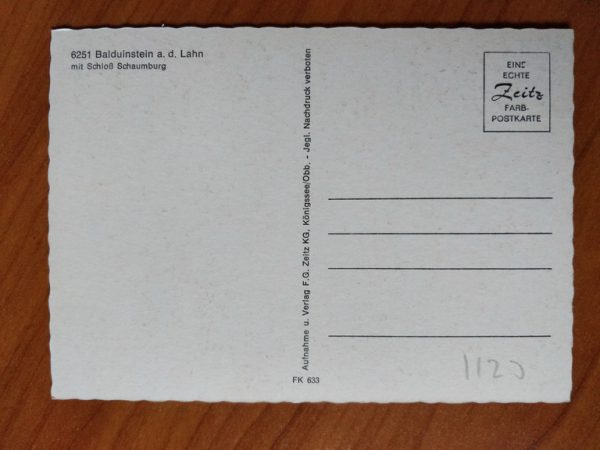 6251 Balduinstein a. d. Lahn
mit Schloß Schaumburg
Aufnahme u. Verlag F.G. Zeitz KG, Königssee/Obb. - Jegl. Nachdruck verboten
FK 633
EINE
ECHTE
Zeitz
FARB-
POSTKARTE
1120